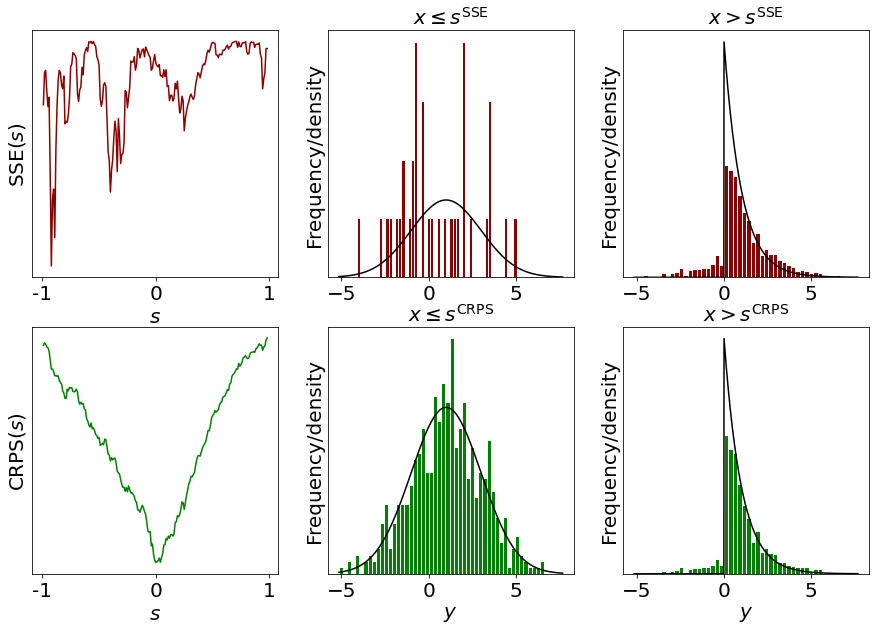 SSE(s)
-1
0
1
s
x ≤ s^SSE
Frequency/density
−5
0
5
x > s^SSE
Frequency/density
−5
0
5
CRPS(s)
-1
0
1
s
x ≤ s^CRPS
Frequency/density
−5
0
5
y
x > s^CRPS
Frequency/density
−5
0
5
y